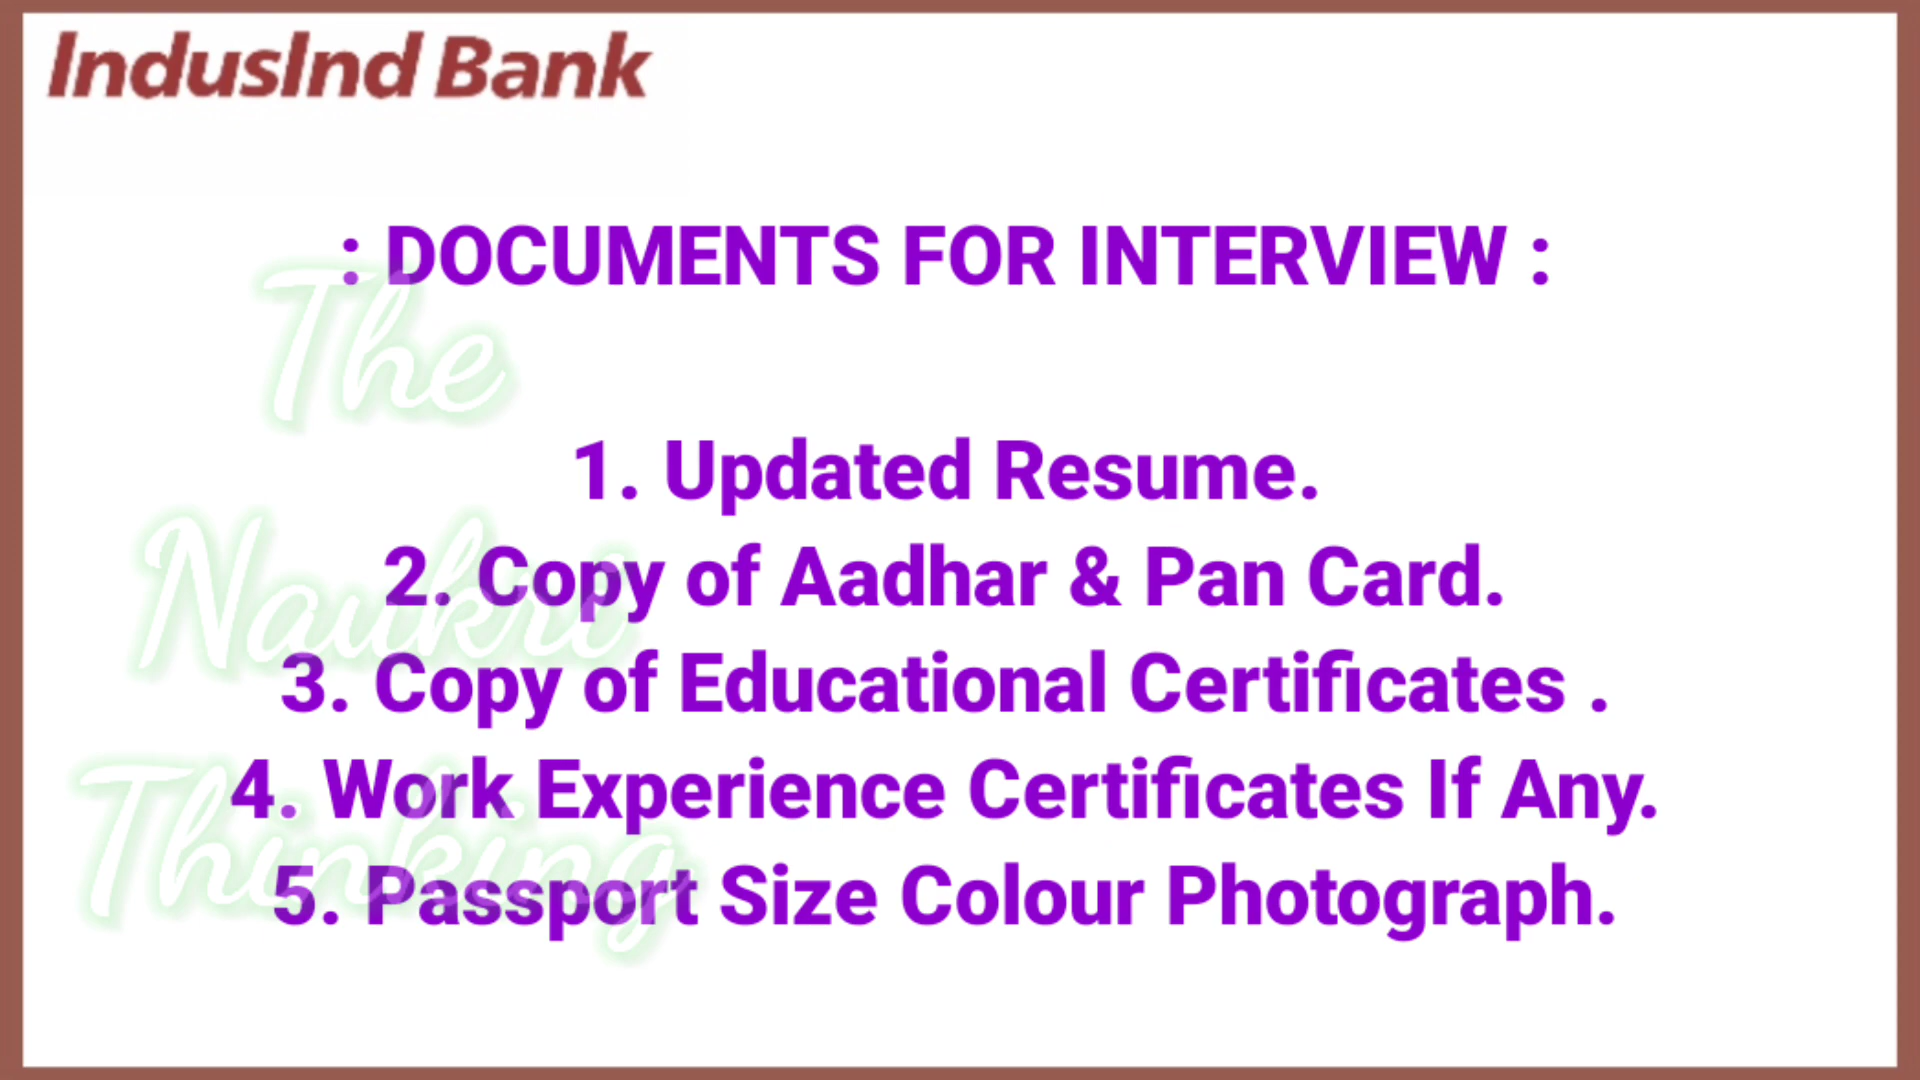 IndusInd Bank
: DOCUMENTS FOR INTERVIEW :
The
1. Updated Resume.
Naukri
2. Copy of Aadhar & Pan Card.
3. Copy of Educational Certificates .
4. Work Experience Certificates If Any.
Thinking
5. Passport Size Colour Photograph.